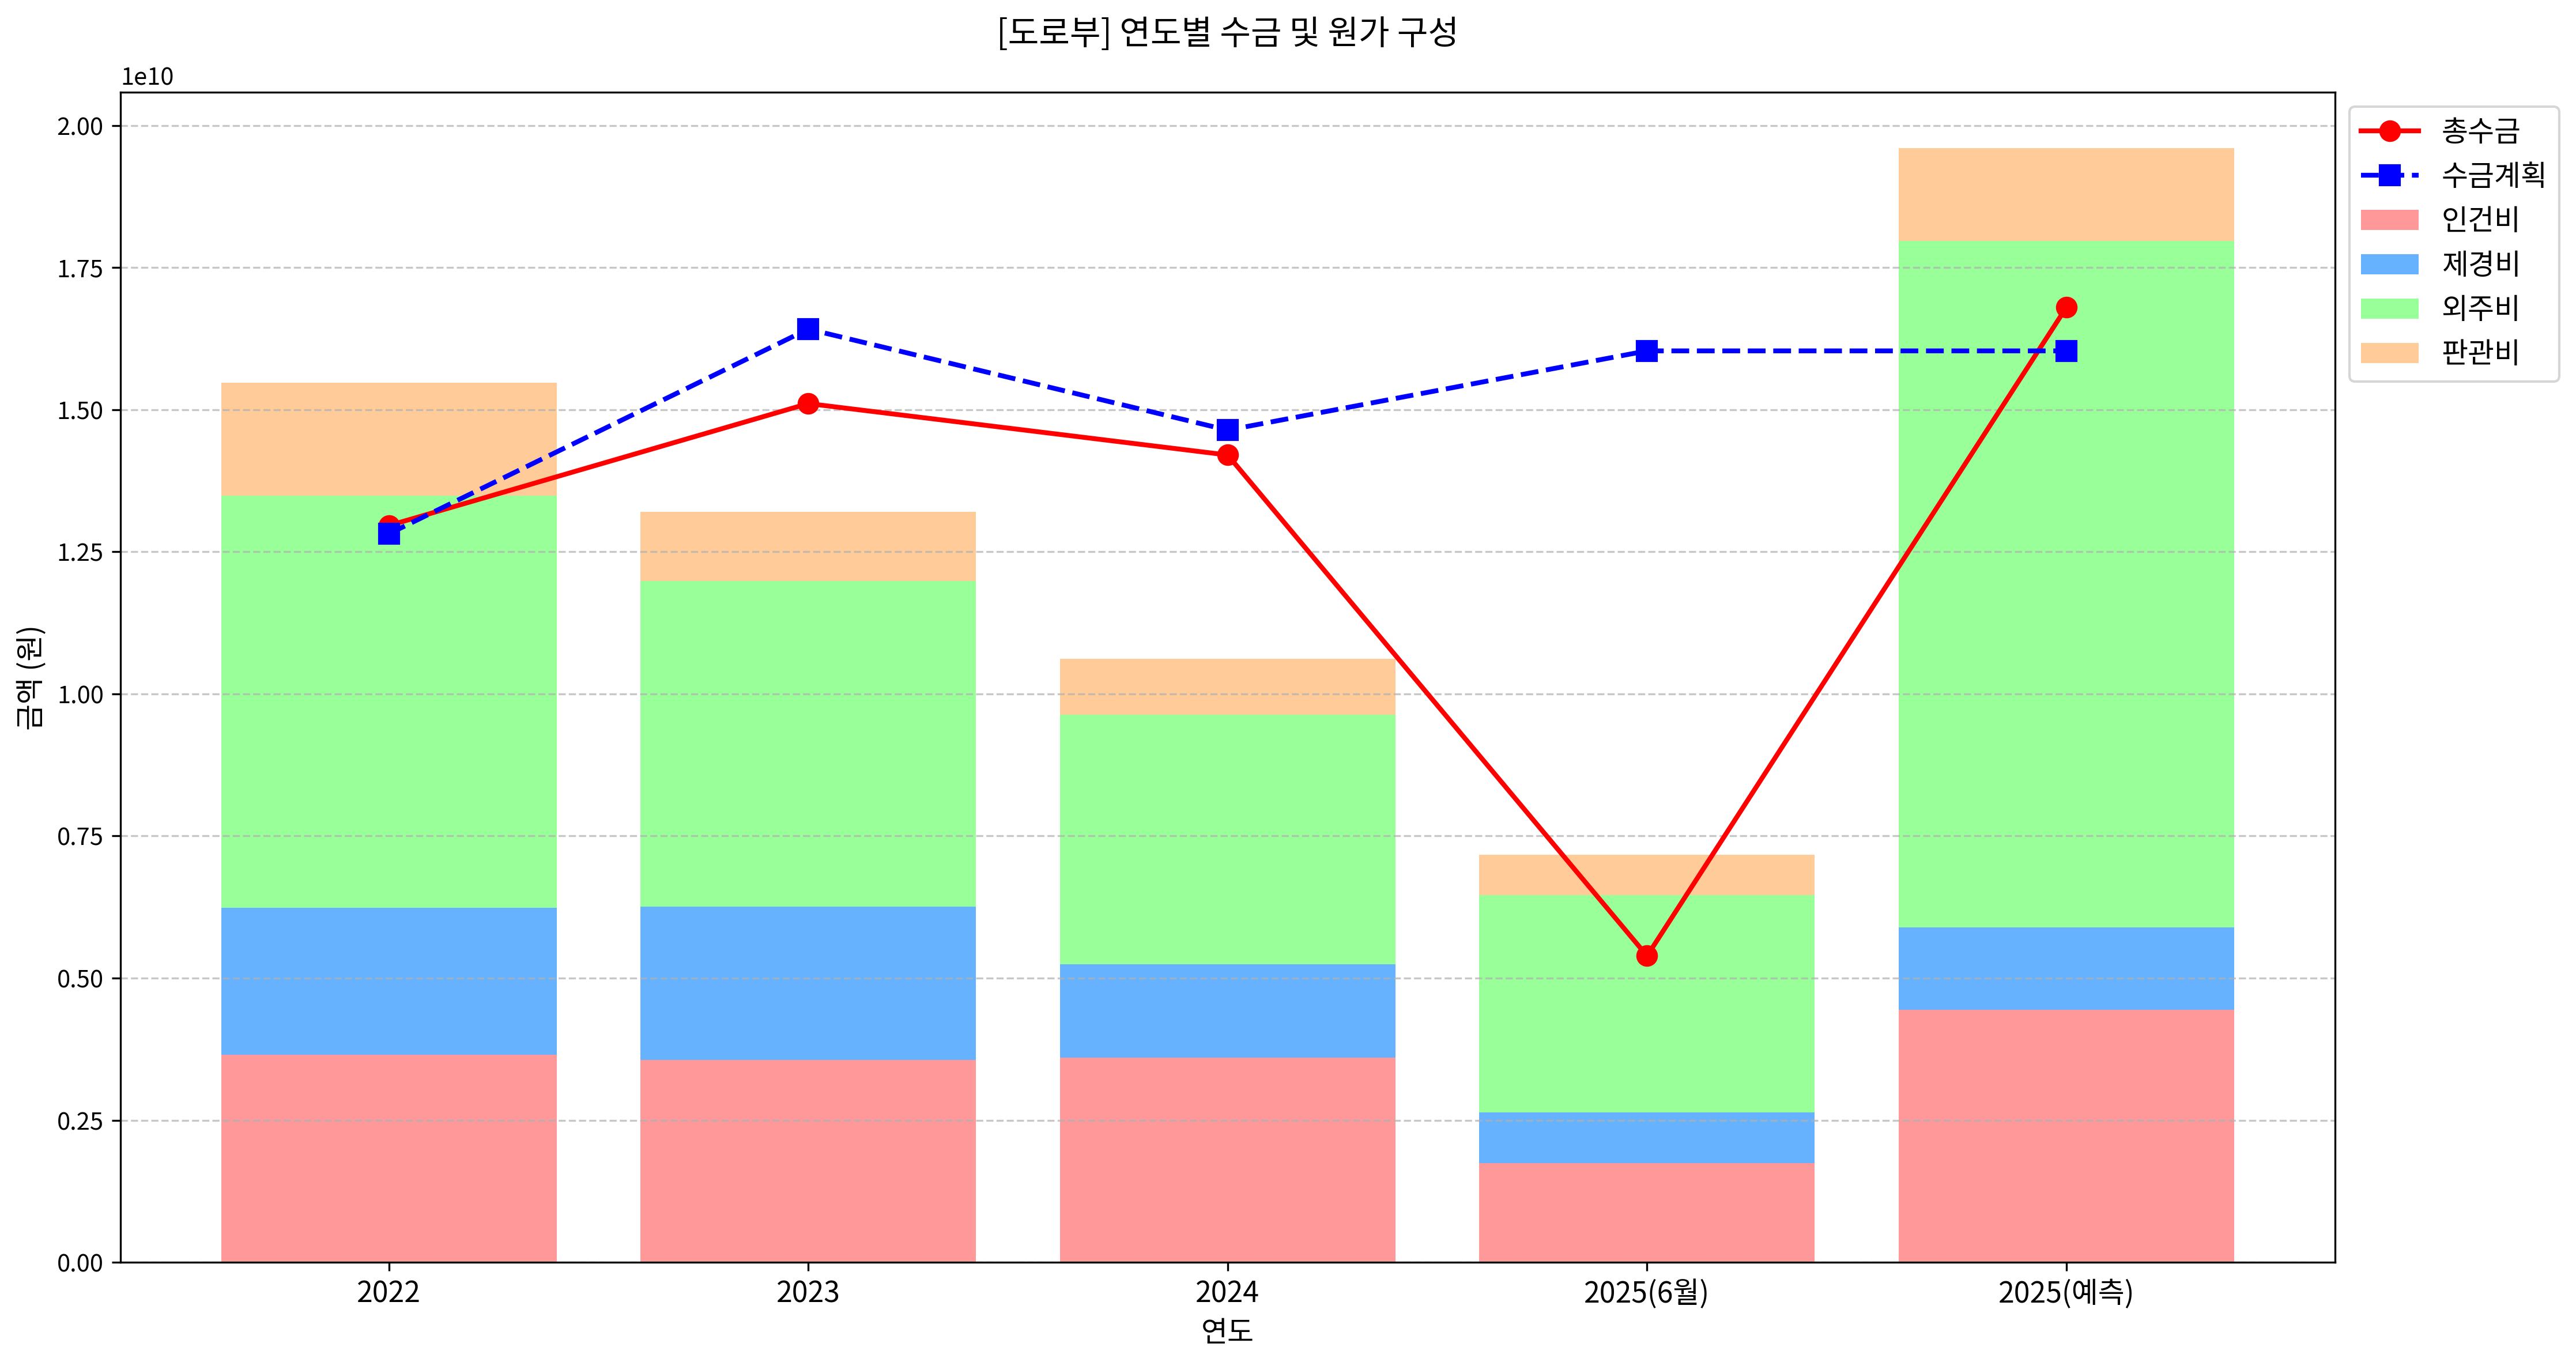 [도로부] 연도별 수금 및 원가 구성
1e10
2.00
1.75
1.50
1.25
1.00
0.75
0.50
0.25
0.00
금액 (원)
2022
2023
2024
2025(6월)
2025(예측)
연도
총수금
수금계획
인건비
제경비
외주비
판관비